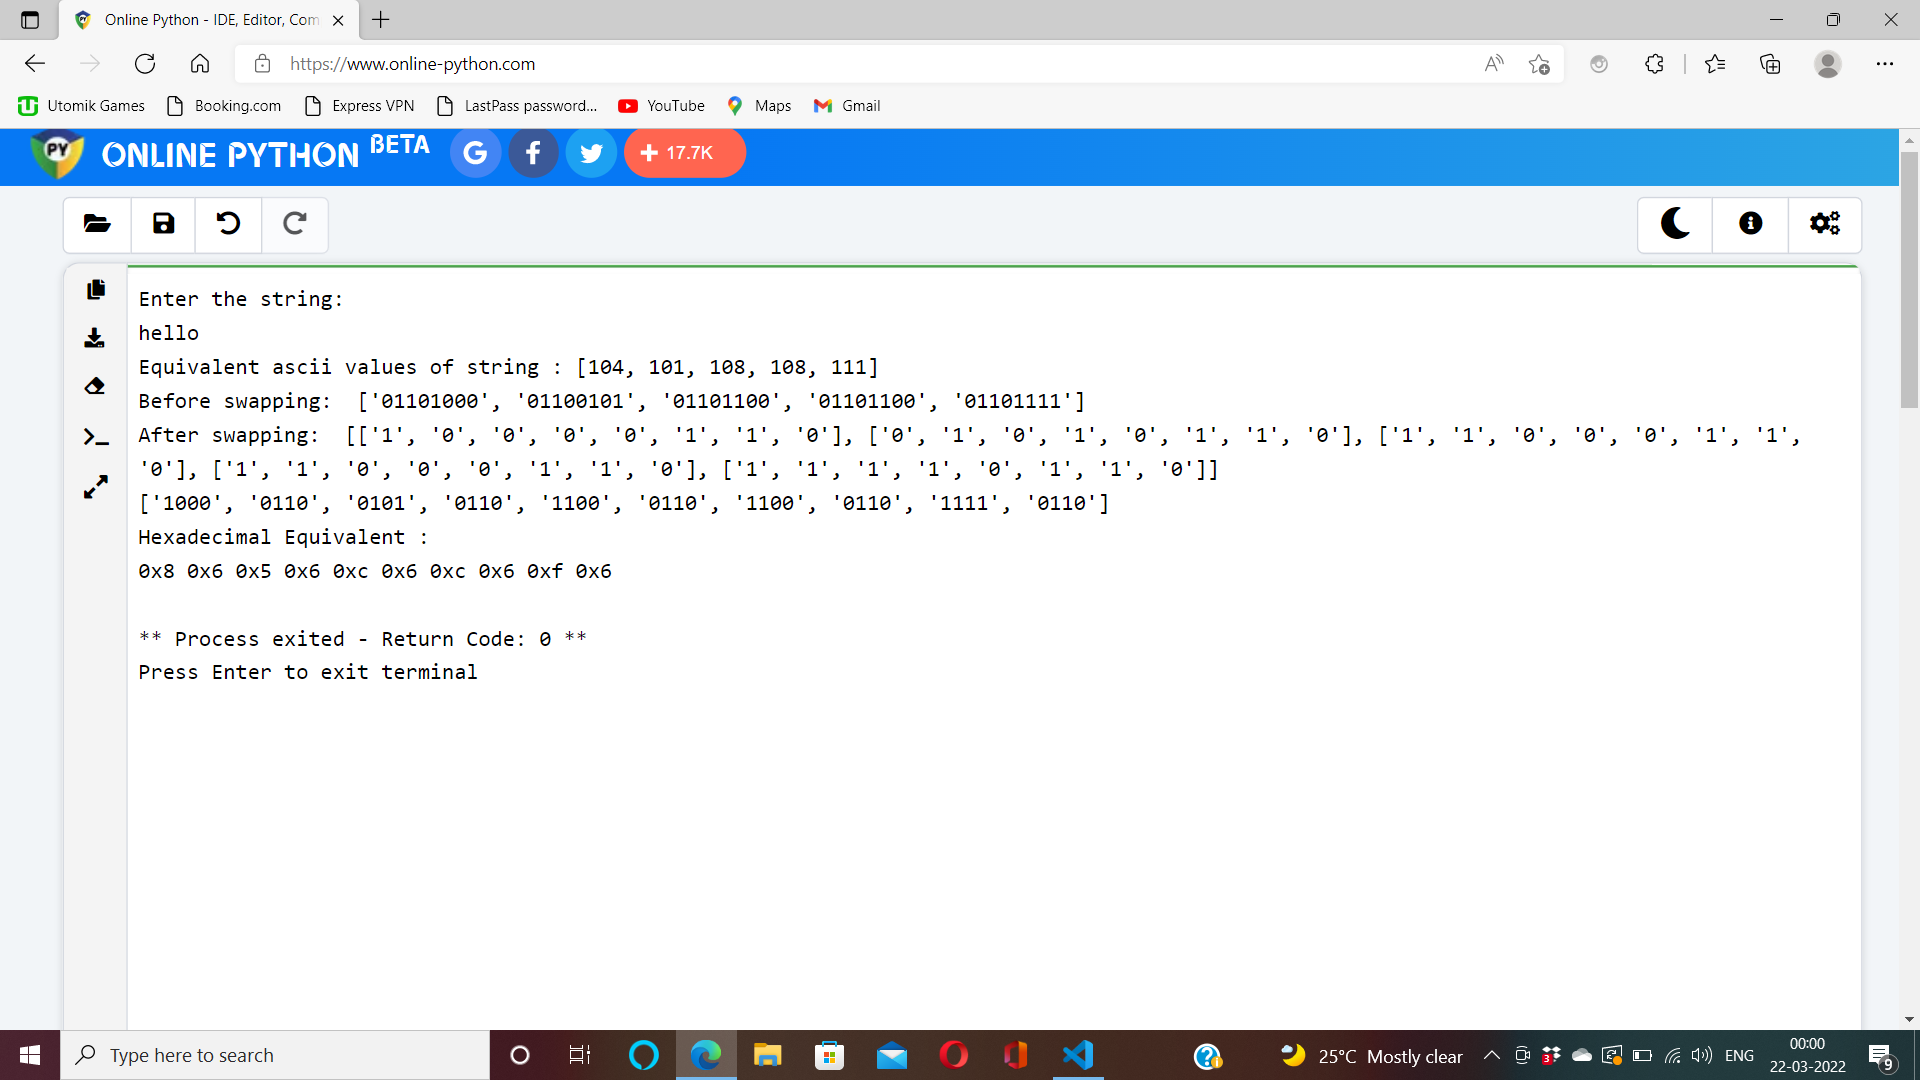 Online Python - IDE, Editor, Com
https://www.online-python.com
Utomik Games Booking.com Express VPN LastPass password... YouTube Maps Gmail
PY ONLINE PYTHON BETA G f + 17.7K
Enter the string:
hello
Equivalent ascii values of string : [104, 101, 108, 108, 111]
Before swapping:  ['01101000', '01100101', '01101100', '01101100', '01101111']
After swapping:  [['1', '0', '0', '0', '0', '1', '1', '0'], ['0', '1', '0', '1', '0', '1', '1', '0'], ['1', '1', '0', '0', '0', '1', '1',
'0'], ['1', '1', '0', '0', '0', '1', '1', '0'], ['1', '1', '1', '1', '0', '1', '1', '0']]
['1000', '0110', '0101', '0110', '1100', '0110', '1100', '0110', '1111', '0110']
Hexadecimal Equivalent :
0x8 0x6 0x5 0x6 0xc 0x6 0xc 0x6 0xf 0x6
** Process exited - Return Code: 0 **
Press Enter to exit terminal
Type here to search
25°C Mostly clear
3
ENG
00:00
22-03-2022
9